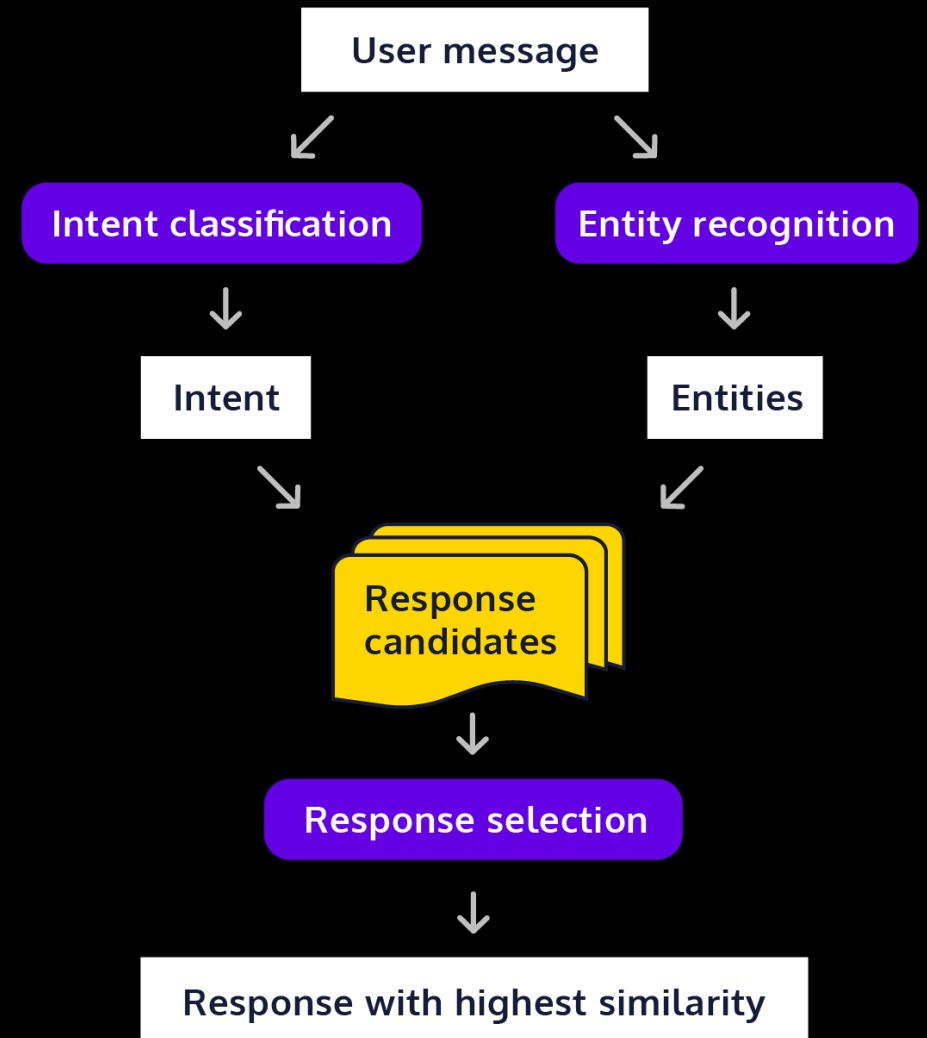 User message
Intent classification
Entity recognition
Intent
Entities
Response
candidates
Response selection
Response with highest similarity